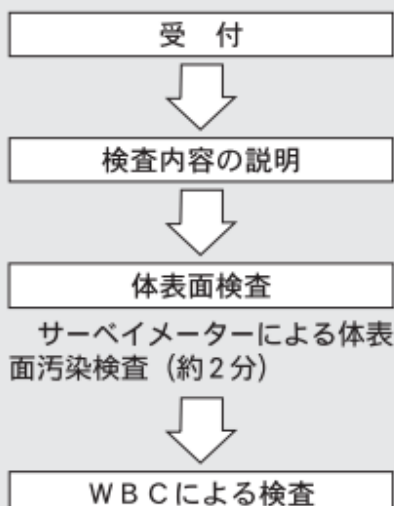 受　付
検査内容の説明
体表面検査
　サーベイメーターによる体表
面汚染検査（約２分）
ＷＢＣによる検査